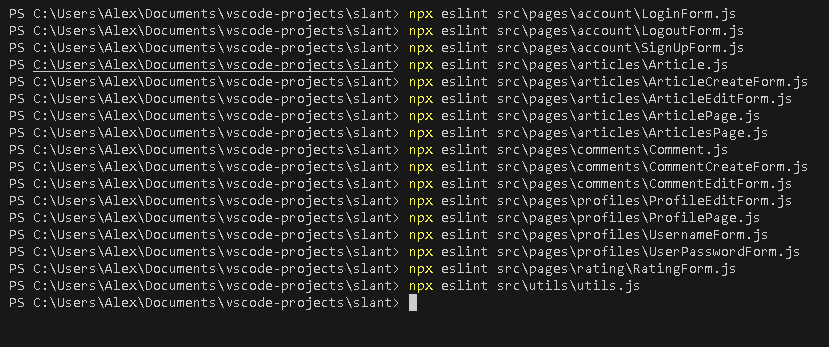 PS C:\Users\Alex\Documents\vscode-projects\slant> npx eslint src\pages\account\LoginForm.js
PS C:\Users\Alex\Documents\vscode-projects\slant> npx eslint src\pages\account\LogoutForm.js
PS C:\Users\Alex\Documents\vscode-projects\slant> npx eslint src\pages\account\SignUpForm.js
PS C:\Users\Alex\Documents\vscode-projects\slant> npx eslint src\pages\articles\Article.js
PS C:\Users\Alex\Documents\vscode-projects\slant> npx eslint src\pages\articles\ArticleCreateForm.js
PS C:\Users\Alex\Documents\vscode-projects\slant> npx eslint src\pages\articles\ArticleEditForm.js
PS C:\Users\Alex\Documents\vscode-projects\slant> npx eslint src\pages\articles\ArticlePage.js
PS C:\Users\Alex\Documents\vscode-projects\slant> npx eslint src\pages\articles\ArticlesPage.js
PS C:\Users\Alex\Documents\vscode-projects\slant> npx eslint src\pages\comments\Comment.js
PS C:\Users\Alex\Documents\vscode-projects\slant> npx eslint src\pages\comments\CommentCreateForm.js
PS C:\Users\Alex\Documents\vscode-projects\slant> npx eslint src\pages\comments\CommentEditForm.js
PS C:\Users\Alex\Documents\vscode-projects\slant> npx eslint src\pages\profiles\ProfileEditForm.js
PS C:\Users\Alex\Documents\vscode-projects\slant> npx eslint src\pages\profiles\ProfilePage.js
PS C:\Users\Alex\Documents\vscode-projects\slant> npx eslint src\pages\profiles\UsernameForm.js
PS C:\Users\Alex\Documents\vscode-projects\slant> npx eslint src\pages\profiles\UserPasswordForm.js
PS C:\Users\Alex\Documents\vscode-projects\slant> npx eslint src\pages\rating\RatingForm.js
PS C:\Users\Alex\Documents\vscode-projects\slant> npx eslint src\utils\utils.js
PS C:\Users\Alex\Documents\vscode-projects\slant>